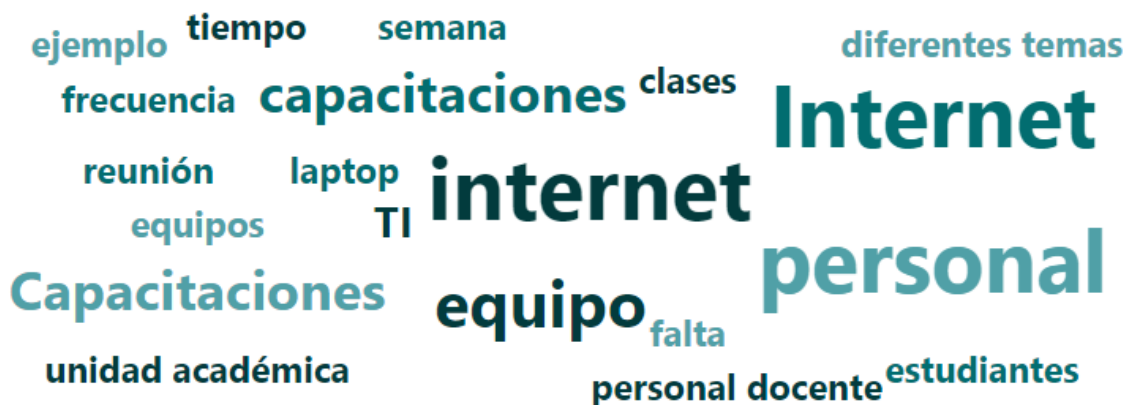 ejemplo
tiempo
semana
diferentes temas
frecuencia
capacitaciones
clases
Internet
reunión
laptop
internet
equipos
TI
personal
Capacitaciones
equipo
falta
unidad académica
personal docente
estudiantes